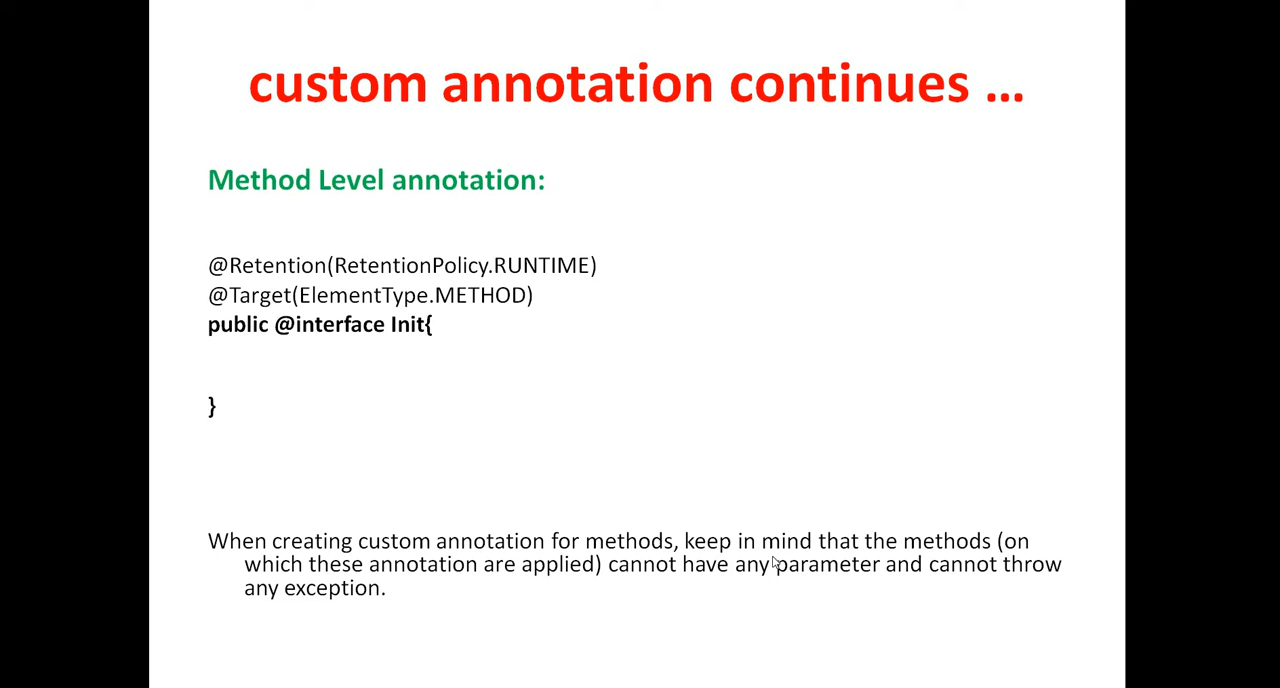 custom annotation continues ...
Method Level annotation:
@Retention(RetentionPolicy.RUNTIME)
@Target(ElementType.METHOD)
public @interface Init{
}
When creating custom annotation for methods, keep in mind that the methods (on
which these annotation are applied) cannot have any parameter and cannot throw
any exception.